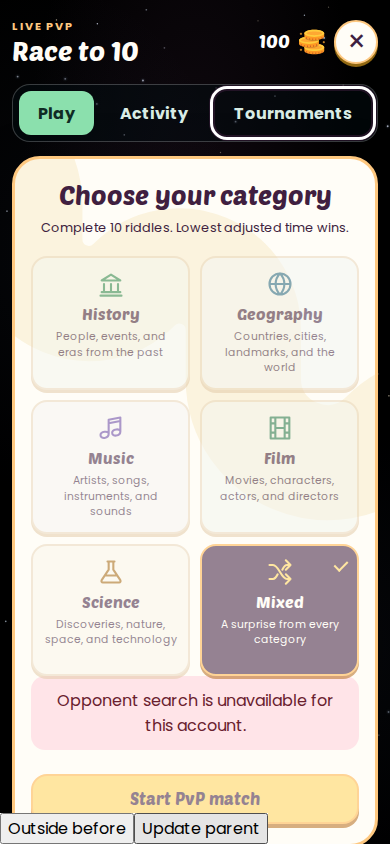 LIVE PVP
Race to 10
100
Play
Activity
Tournaments
Choose your category
Complete 10 riddles. Lowest adjusted time wins.
History
People, events, and
eras from the past
Geography
Countries, cities,
landmarks, and the
world
Music
Artists, songs,
instruments, and
sounds
Film
Movies, characters,
actors, and directors
Science
Discoveries, nature,
space, and technology
Mixed
A surprise from every
category
Opponent search is unavailable for
this account.
Start PvP match
Outside before
Update parent